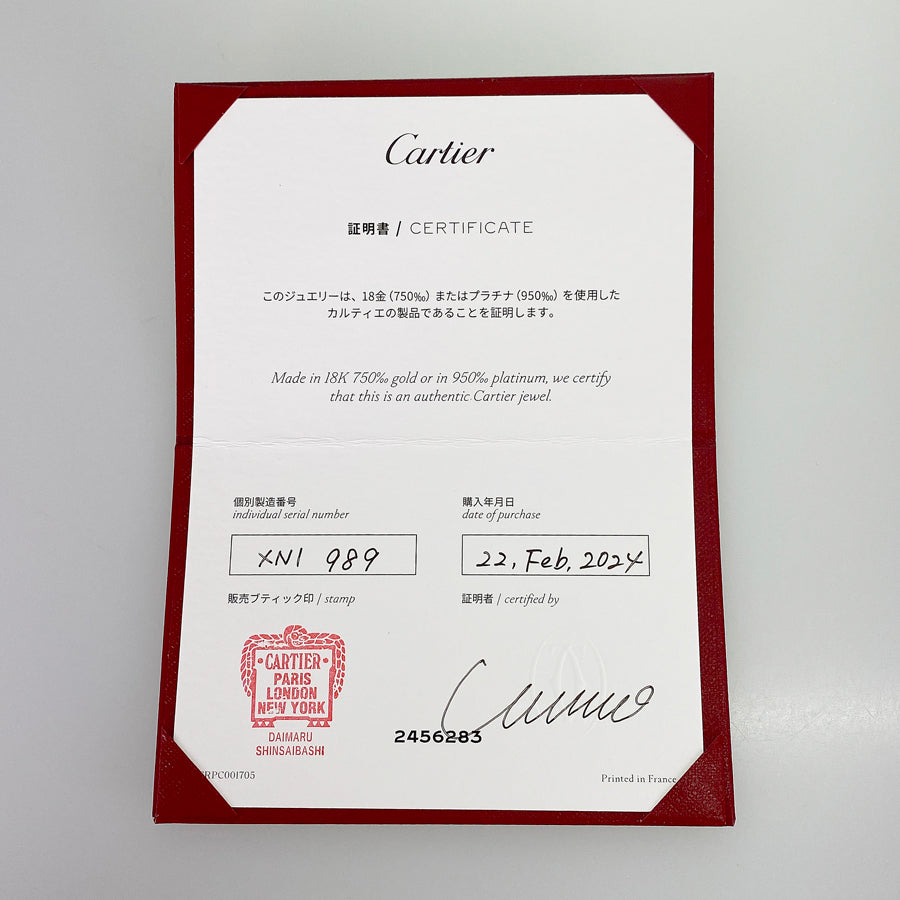 Cartier
証明書 / CERTIFICATE
このジュエリーは、18金(750‰)またはプラチナ(950‰)を使用した
カルティエの製品であることを証明します。
Made in 18K 750‰ gold or in 950‰ platinum, we certify
that this is an authentic Cartier jewel.
個別製造番号
individual serial number
購入年月日
date of purchase
XNI 989
22, Feb, 2024
販売ブティック印 / stamp
証明者 / certified by
CARTIER
PARIS
LONDON
NEW YORK
DAIMARU
SHINSAIBASHI
2456283
RPC001705
Printed in France